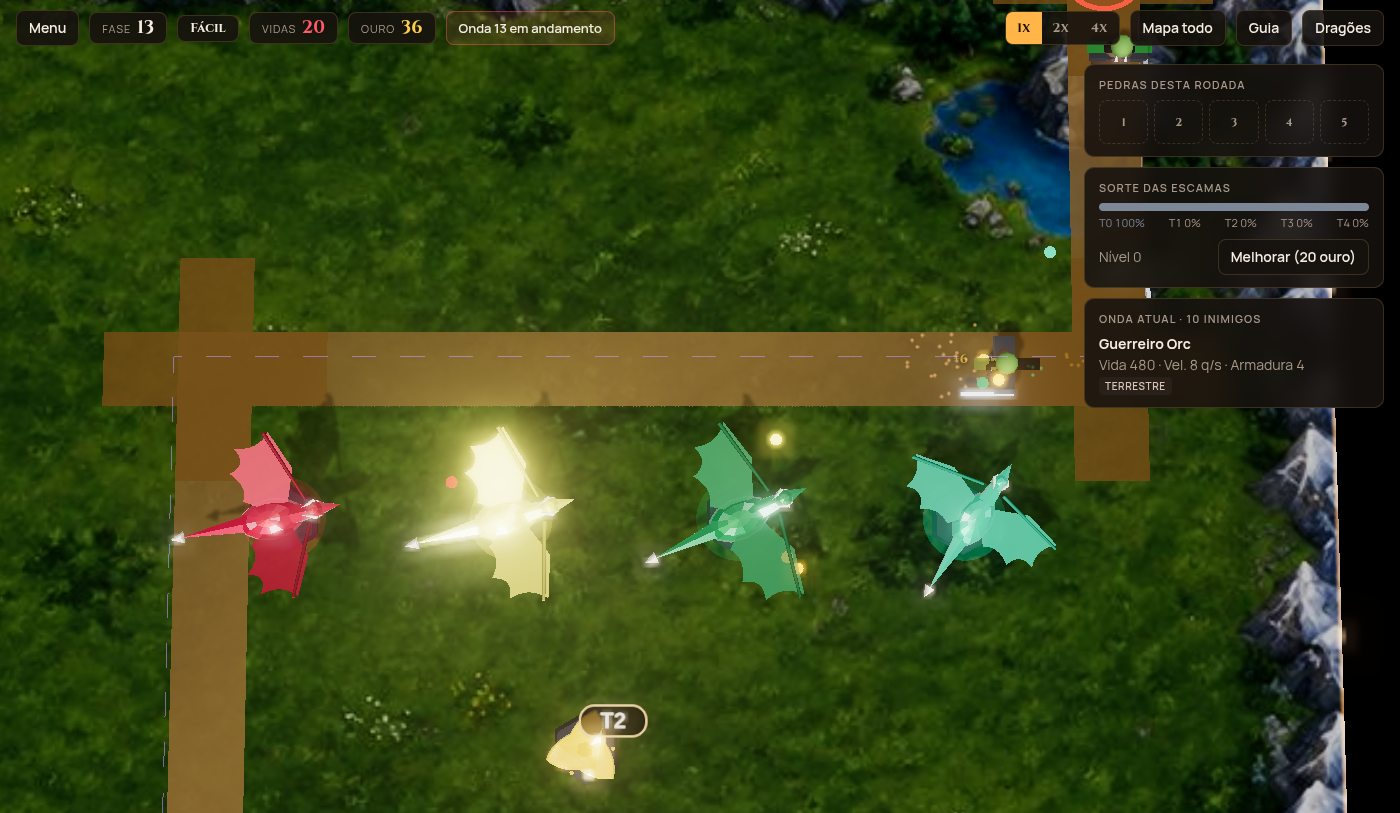 Menu
FASE 13
FÁCIL
VIDAS 20
OURO 36
Onda 13 em andamento
1X 2X 4X
Mapa todo
Guia
Dragões
PEDRAS DESTA RODADA
1 2 3 4 5
SORTE DAS ESCAMAS
T0 100% T1 0% T2 0% T3 0% T4 0%
Nível 0
Melhorar (20 ouro)
ONDA ATUAL · 10 INIMIGOS
Guerreiro Orc
Vida 480 · Vel. 8 q/s · Armadura 4
TERRESTRE
T2